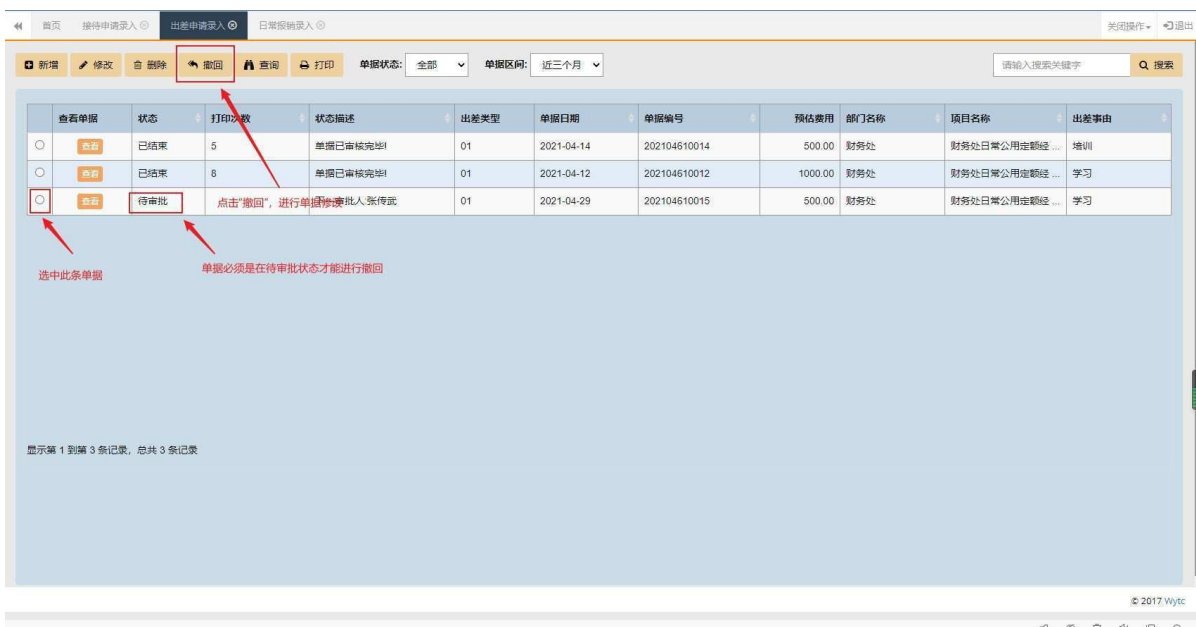 首页 接待申请录入 出差申请录入 日常报销录入 关闭操作 退出
新增 修改 删除 撤回 查询 打印 单据状态: 全部 单据区间: 近三个月 请输入搜索关键字 搜索
查看单据 状态 打印次数 状态描述 出差类型 单据日期 单据编号 预估费用 部门名称 项目名称 出差事由
查看 已结束 5 单据已审核完毕! 01 2021-04-14 202104610014 500.00 财务处 财务处日常公用定额经 ... 培训
查看 已结束 8 单据已审核完毕! 01 2021-04-12 202104610012 1000.00 财务处 财务处日常公用定额经 ... 学习
查看 待审批 审批人:张传武 01 2021-04-29 202104610015 500.00 财务处 财务处日常公用定额经 ... 学习
点击"撤回"，进行单据修改
选中此条单据
单据必须是在待审批状态才能进行撤回
显示第 1 到第 3 条记录，总共 3 条记录
© 2017 Wytc